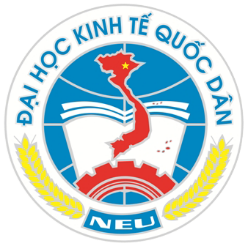 ĐẠI HỌC KINH TẾ QUỐC DÂN
NEU